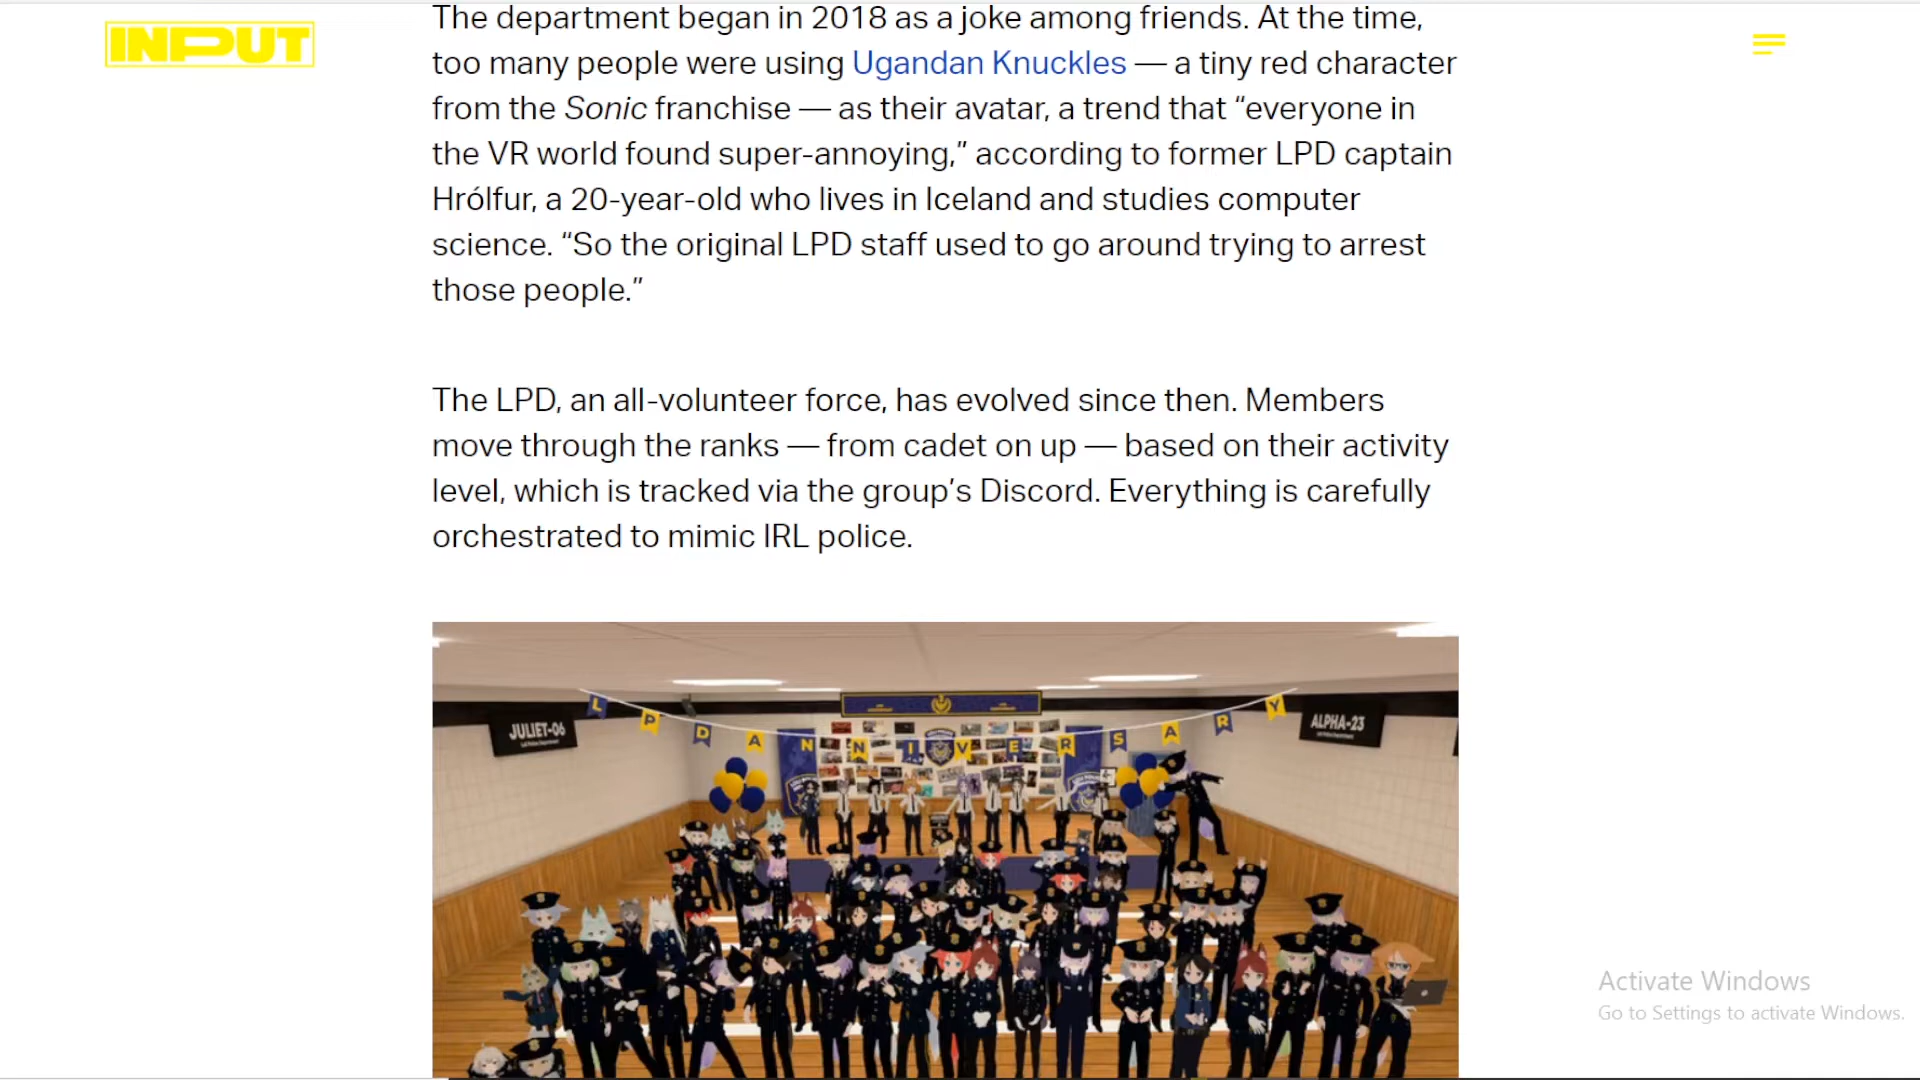 The department began in 2018 as a joke among friends. At the time,
INPUT
too many people were using Ugandan Knuckles — a tiny red character
from the Sonic franchise — as their avatar, a trend that “everyone in
the VR world found super-annoying,” according to former LPD captain
Hrólfur, a 20-year-old who lives in Iceland and studies computer
science. “So the original LPD staff used to go around trying to arrest
those people.”
The LPD, an all-volunteer force, has evolved since then. Members
move through the ranks — from cadet on up — based on their activity
level, which is tracked via the group’s Discord. Everything is carefully
orchestrated to mimic IRL police.
LPD ANNIVERSARY
JULIET-06
ALPHA-23
Activate Windows
Go to Settings to activate Windows.